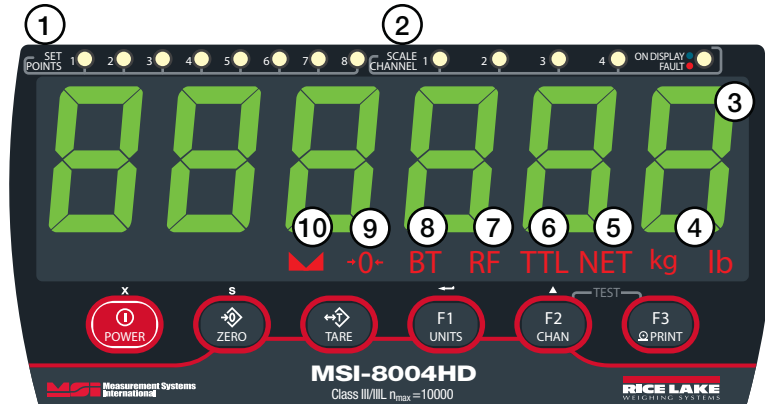 1 2
SET POINTS 1 2 3 4 5 6 7 8 SCALE CHANNEL 1 2 3 4 ON DISPLAY FAULT
888888
3
10 9 8 7 6 5 4
→0← BT RF TTL NET kg lb
X S TEST
POWER ZERO TARE F1 UNITS F2 CHAN F3 PRINT
MSI Measurement Systems International
MSI-8004HD
Class III/IIIL nmax=10000
RICE LAKE
WEIGHING SYSTEMS